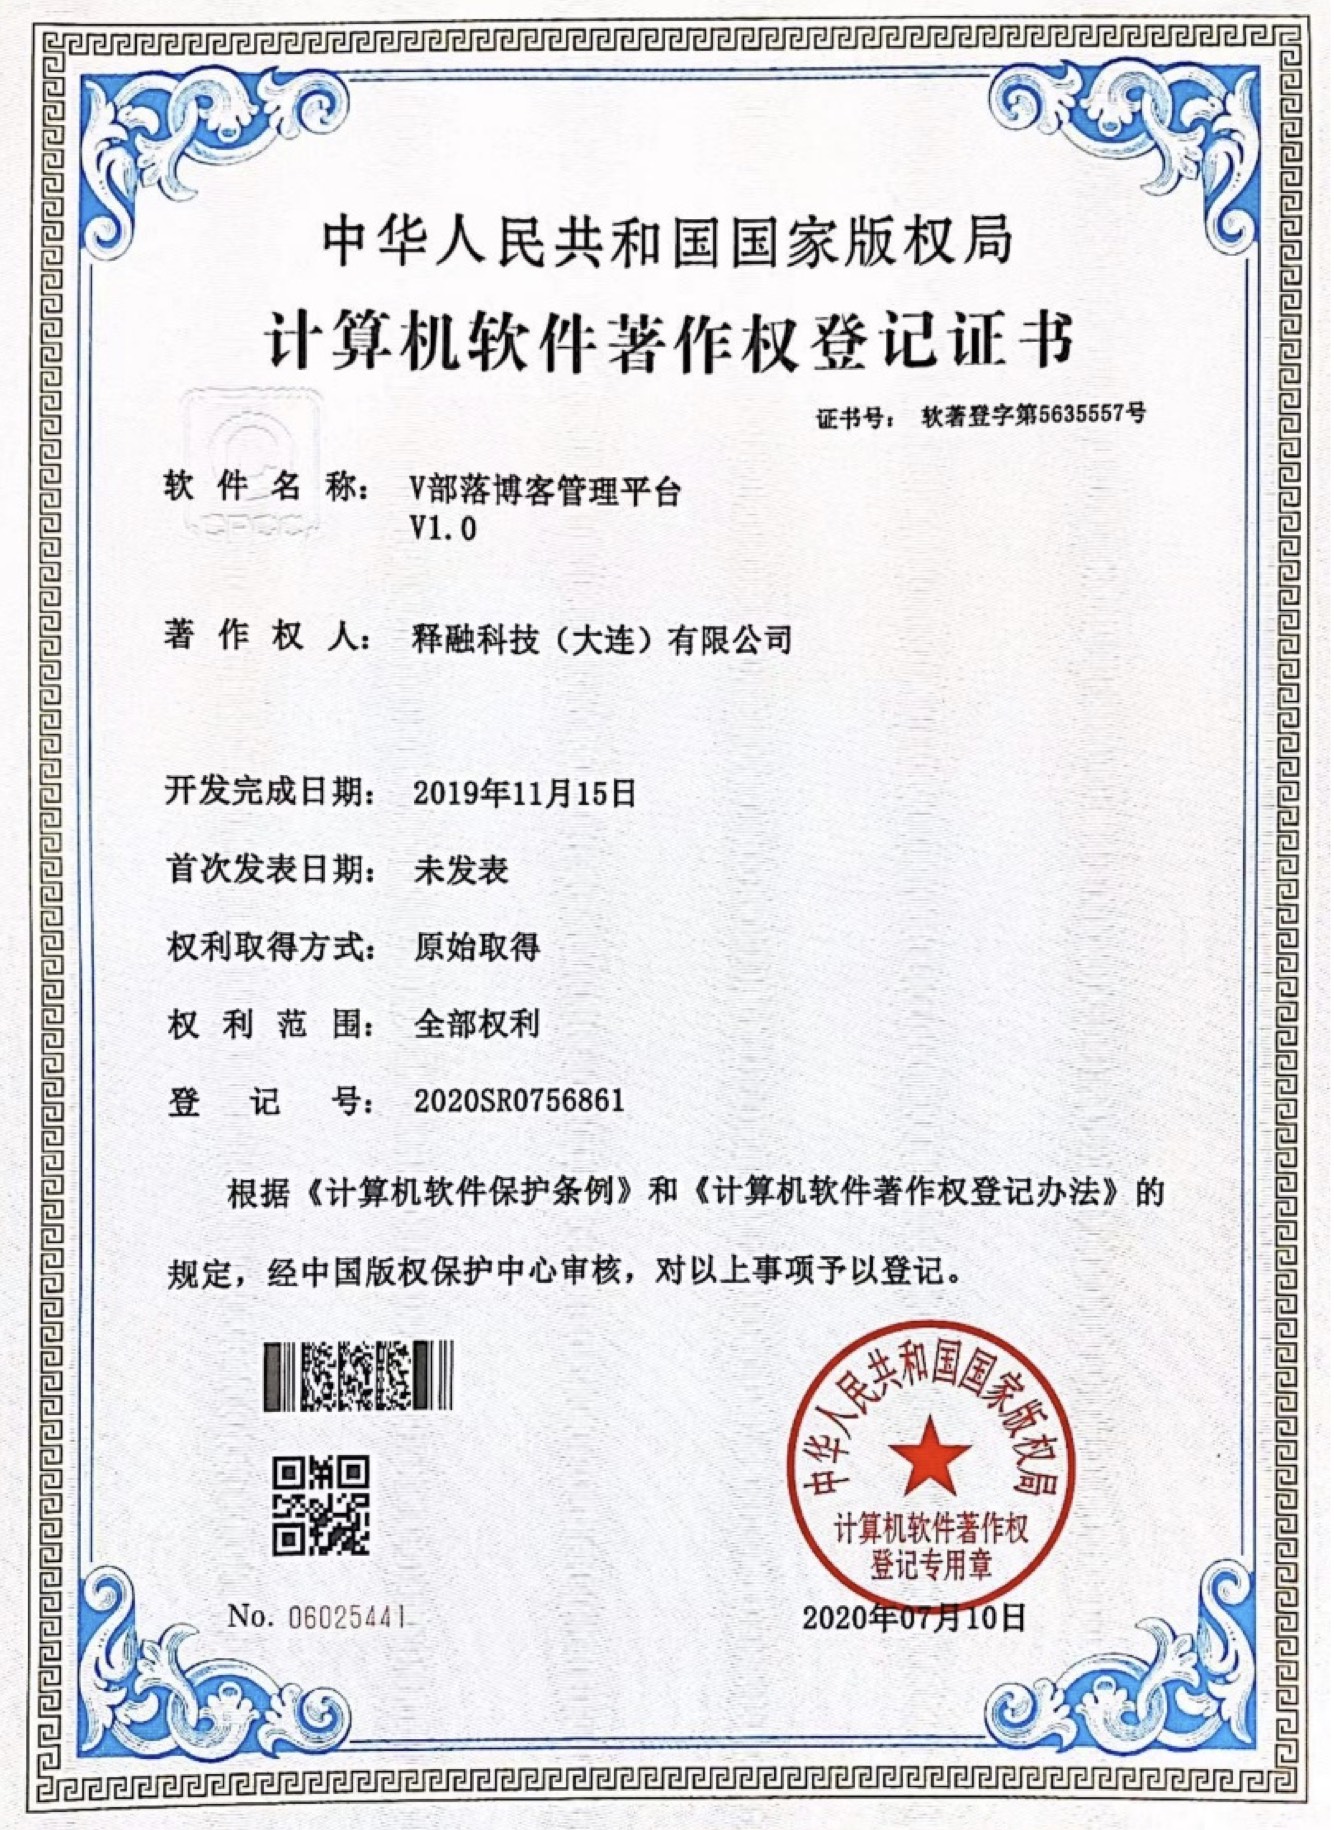 中华人民共和国国家版权局
计算机软件著作权登记证书
证书号： 软著登字第5635557号
软件名称： V部落博客管理平台
V1.0
著作权人： 释融科技（大连）有限公司
开发完成日期： 2019年11月15日
首次发表日期： 未发表
权利取得方式： 原始取得
权利范围： 全部权利
登记号： 2020SR0756861
根据《计算机软件保护条例》和《计算机软件著作权登记办法》的
规定，经中国版权保护中心审核，对以上事项予以登记。
中华人民共和国国家版权局
计算机软件著作权
登记专用章
No. 06025441
2020年07月10日